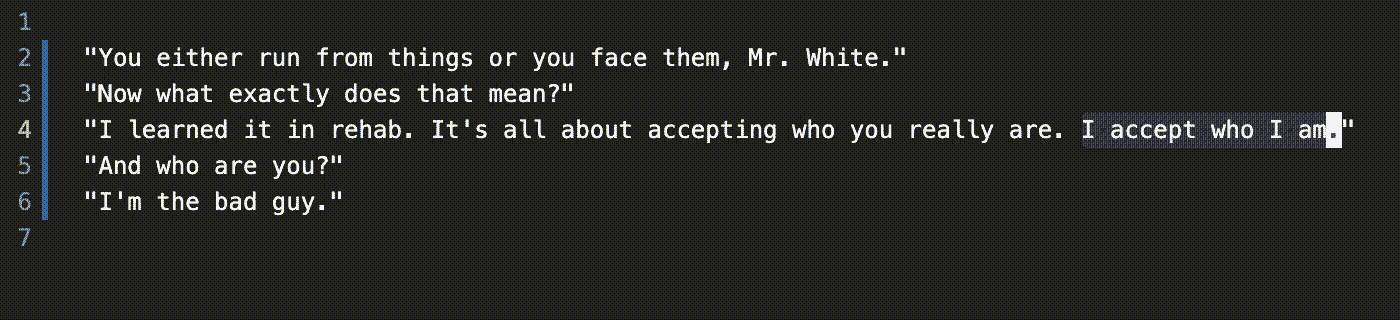 1
2 "You either run from things or you face them, Mr. White."
3 "Now what exactly does that mean?"
4 "I learned it in rehab. It's all about accepting who you really are. I accept who I am."
5 "And who are you?"
6 "I'm the bad guy."
7